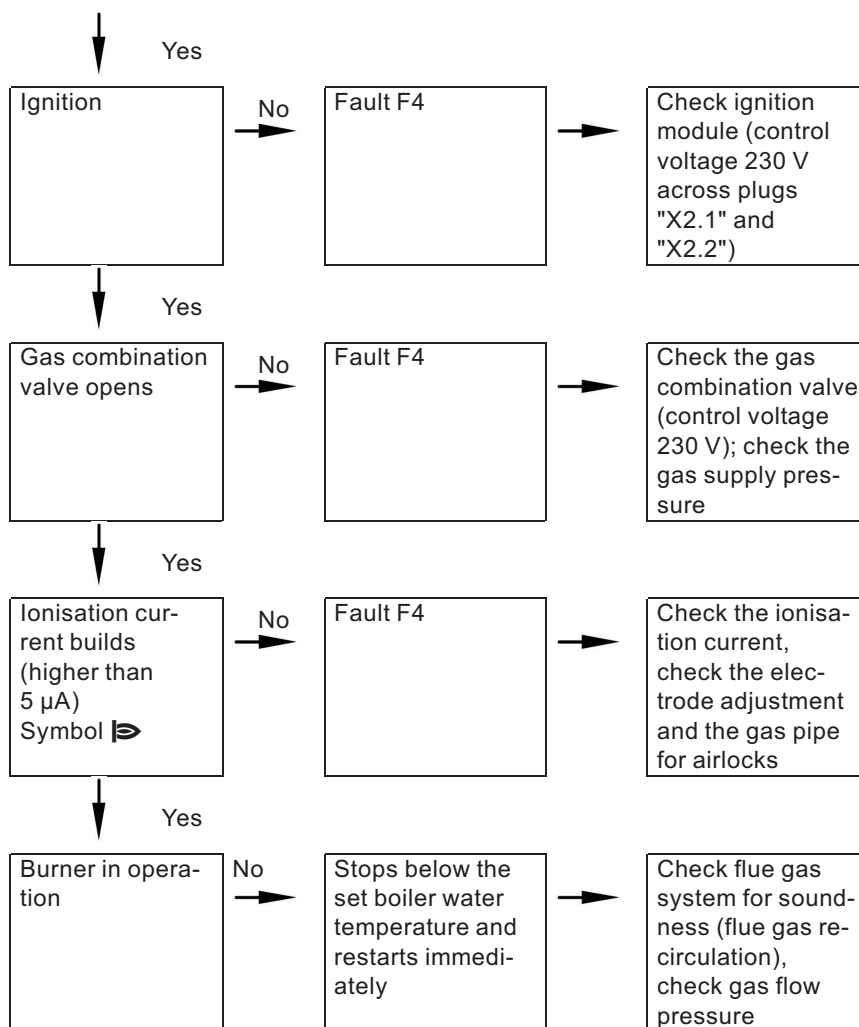 Yes
Ignition
No
Fault F4
Check ignition
module (control
voltage 230 V
across plugs
"X2.1" and
"X2.2")
Yes
Gas combination
valve opens
No
Fault F4
Check the gas
combination valve
(control voltage
230 V); check the
gas supply pres-
sure
Yes
Ionisation cur-
rent builds
(higher than
5 µA)
Symbol
No
Fault F4
Check the ionisa-
tion current,
check the elec-
trode adjustment
and the gas pipe
for airlocks
Yes
Burner in opera-
tion
No
Stops below the
set boiler water
temperature and
restarts immedi-
ately
Check flue gas
system for sound-
ness (flue gas re-
circulation),
check gas flow
pressure